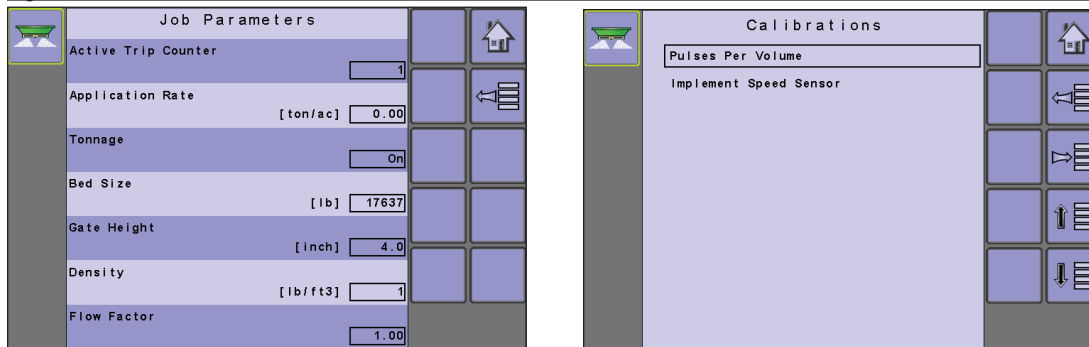 Job Parameters
Active Trip Counter
1
Application Rate
[ton/ac] 0.00
Tonnage
On
Bed Size
[lb] 17637
Gate Height
[inch] 4.0
Density
[lb/ft3] 1
Flow Factor
1.00
Calibrations
Pulses Per Volume
Implement Speed Sensor